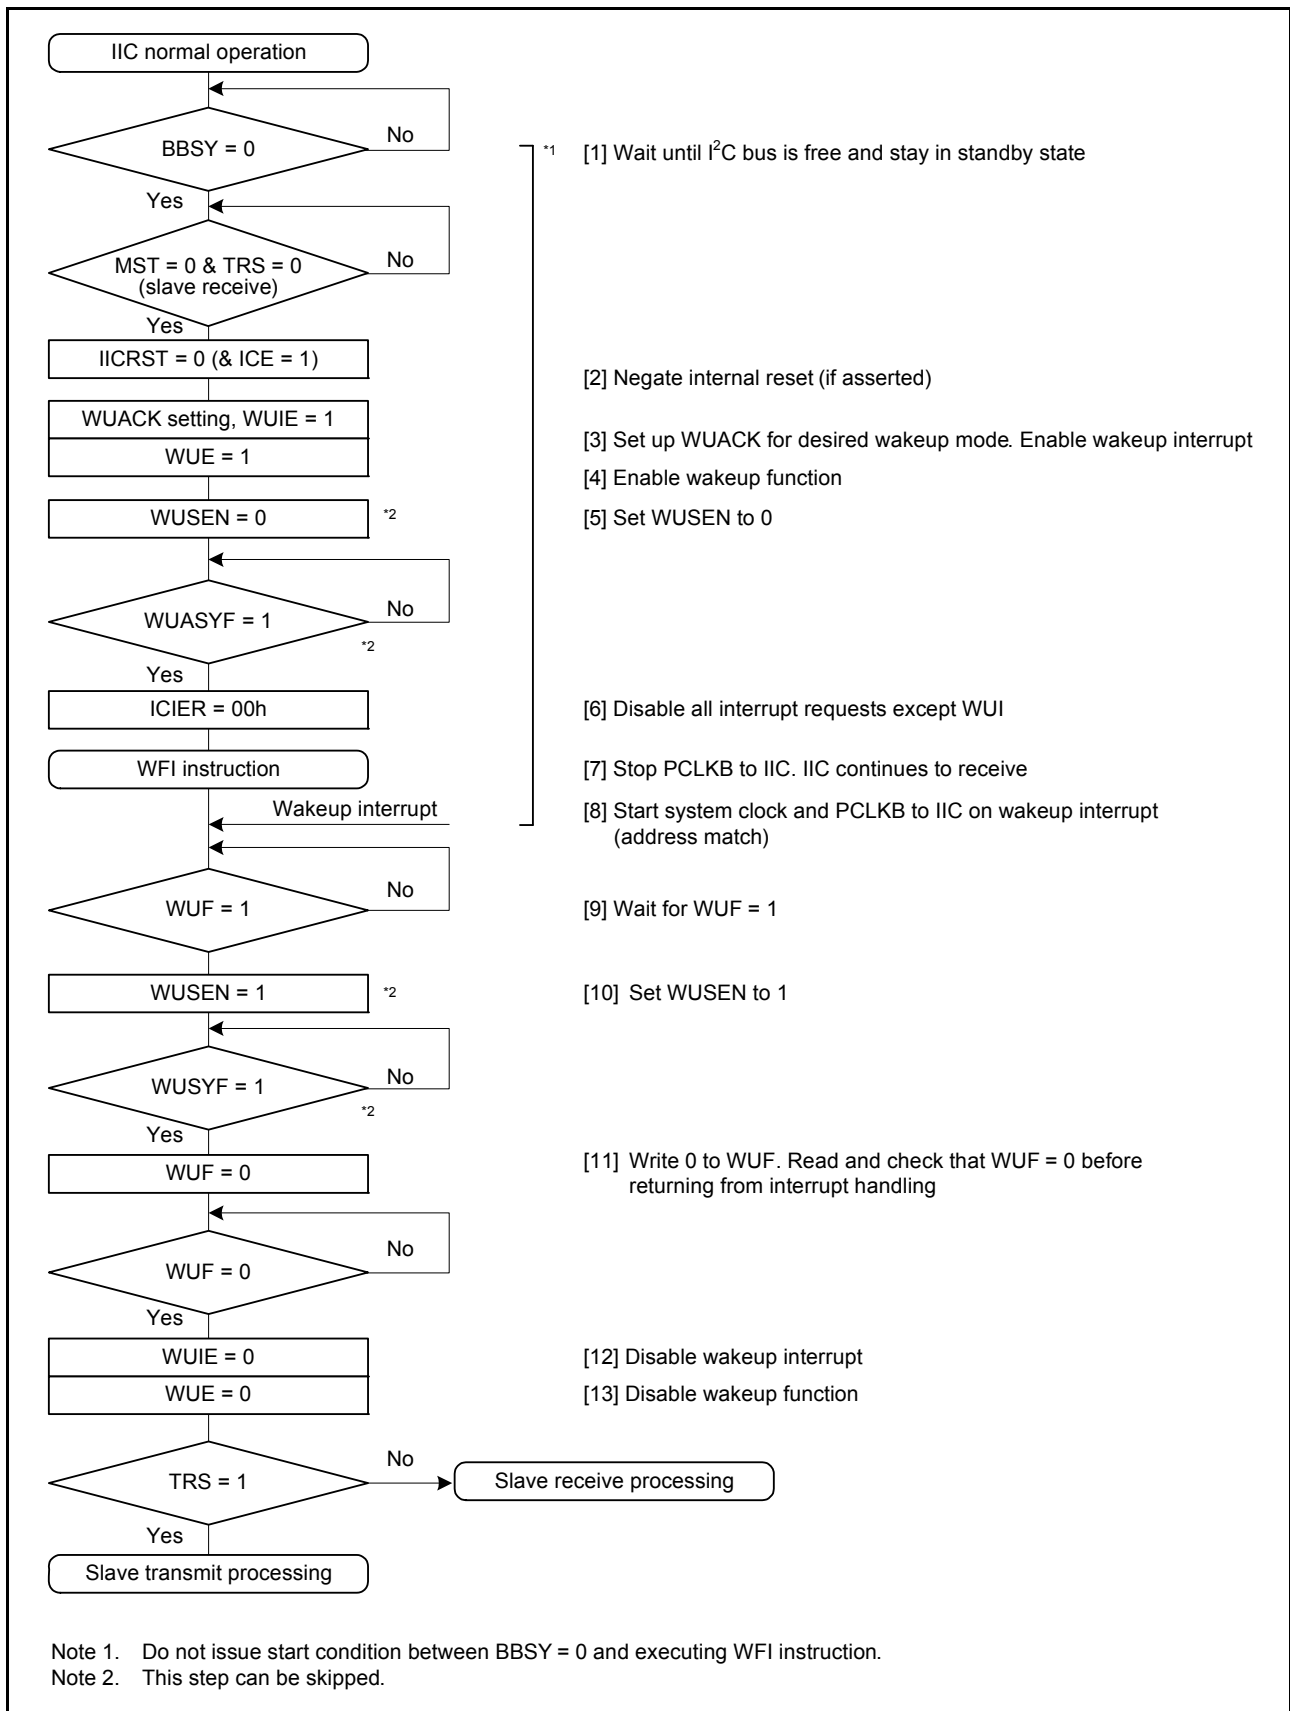 IIC normal operation
BBSY = 0
No
*1
[1] Wait until I²C bus is free and stay in standby state
Yes
MST = 0 & TRS = 0
(slave receive)
No
Yes
IICRST = 0 (& ICE = 1)
[2] Negate internal reset (if asserted)
WUACK setting, WUIE = 1
[3] Set up WUACK for desired wakeup mode. Enable wakeup interrupt
WUE = 1
[4] Enable wakeup function
WUSEN = 0
*2
[5] Set WUSEN to 0
WUASYF = 1
No
*2
Yes
ICIER = 00h
[6] Disable all interrupt requests except WUI
WFI instruction
[7] Stop PCLKB to IIC. IIC continues to receive
Wakeup interrupt
[8] Start system clock and PCLKB to IIC on wakeup interrupt
(address match)
WUF = 1
No
[9] Wait for WUF = 1
WUSEN = 1
*2
[10] Set WUSEN to 1
WUSYF = 1
No
*2
Yes
WUF = 0
[11] Write 0 to WUF. Read and check that WUF = 0 before
returning from interrupt handling
WUF = 0
No
Yes
WUIE = 0
[12] Disable wakeup interrupt
WUE = 0
[13] Disable wakeup function
TRS = 1
No
Slave receive processing
Yes
Slave transmit processing
Note 1. Do not issue start condition between BBSY = 0 and executing WFI instruction.
Note 2. This step can be skipped.